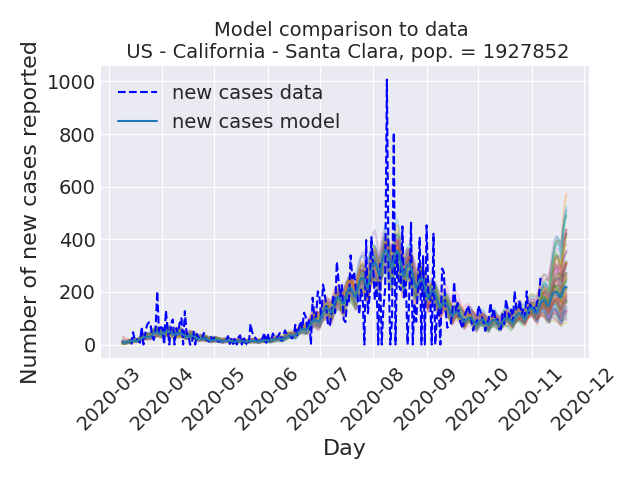 Model comparison to data
US - California - Santa Clara, pop. = 1927852
Number of new cases reported
1000
800
600
400
200
0
new cases data
new cases model
2020-03
2020-04
2020-05
2020-06
2020-07
2020-08
2020-09
2020-10
2020-11
2020-12
Day